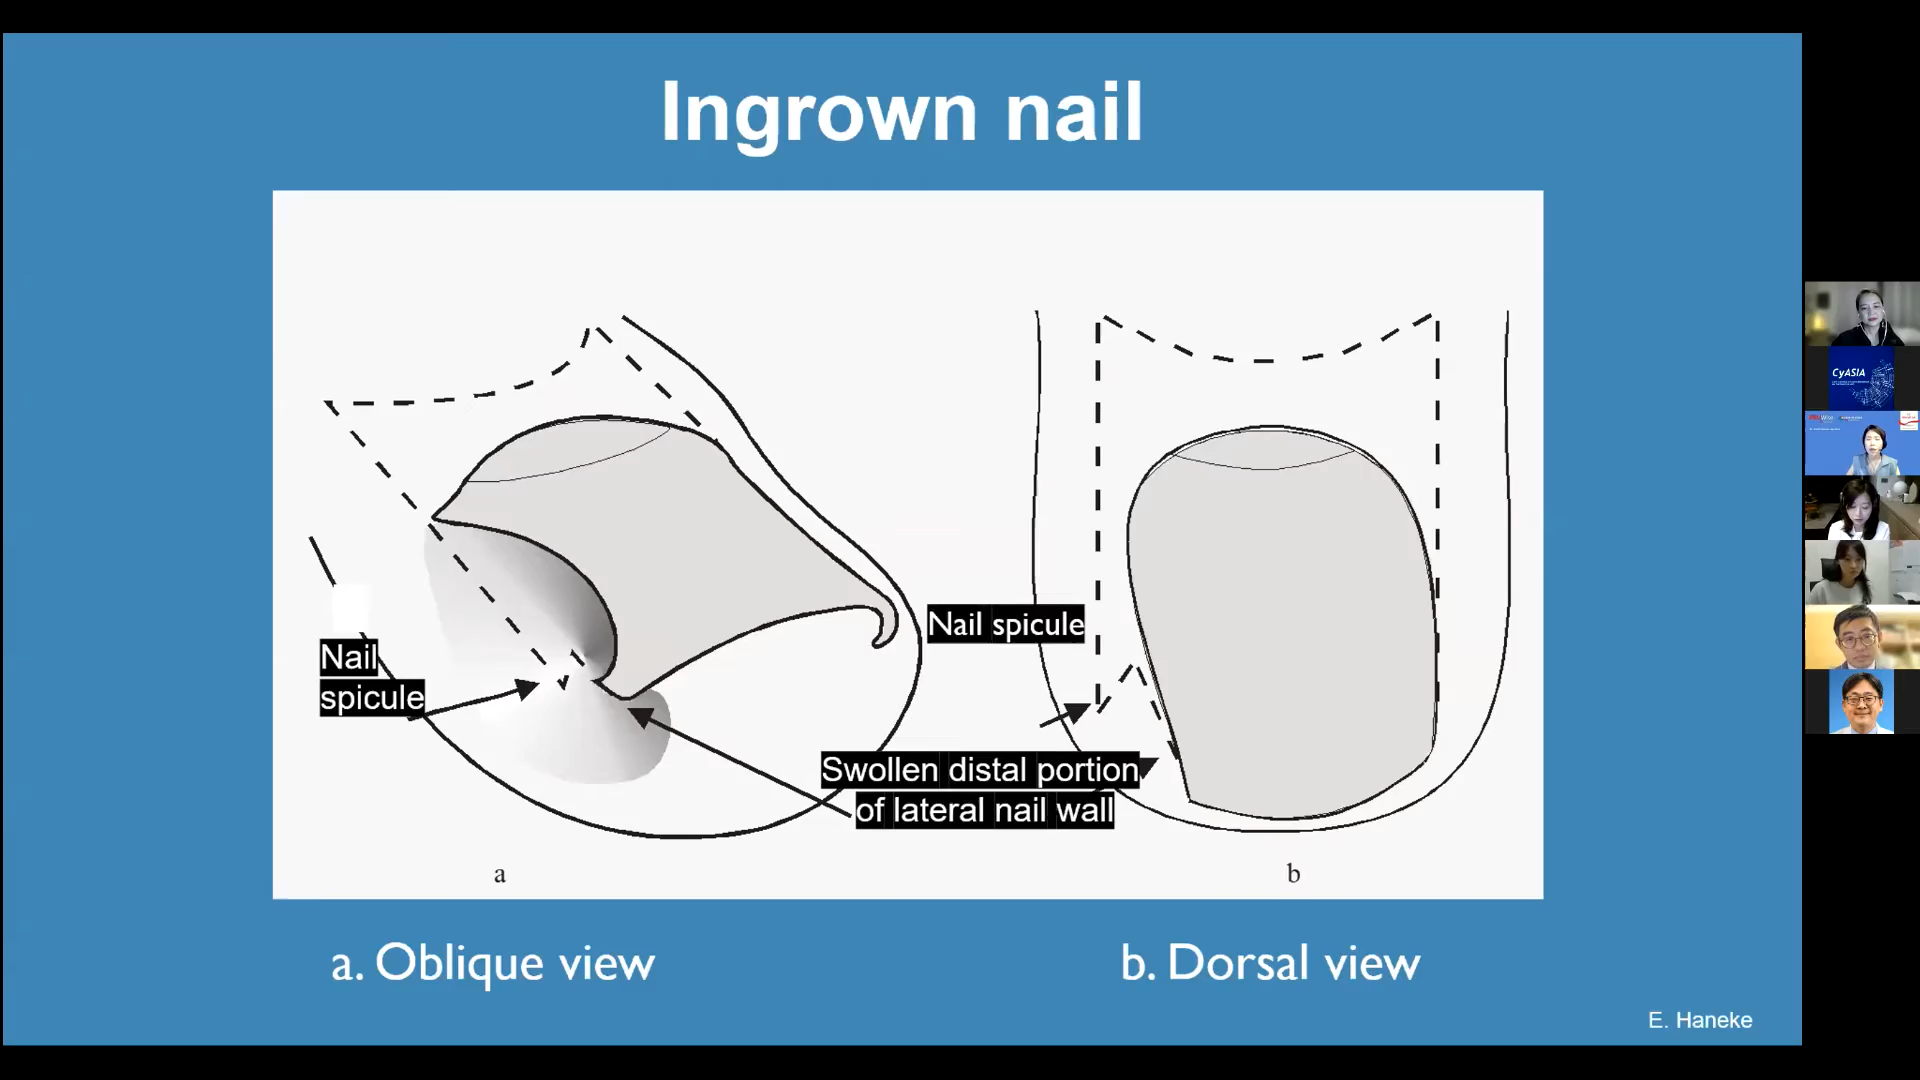 Ingrown nail
Nail
spicule
Nail spicule
Swollen distal portion
of lateral nail wall
a
b
a. Oblique view
b. Dorsal view
E. Haneke
CyASIA